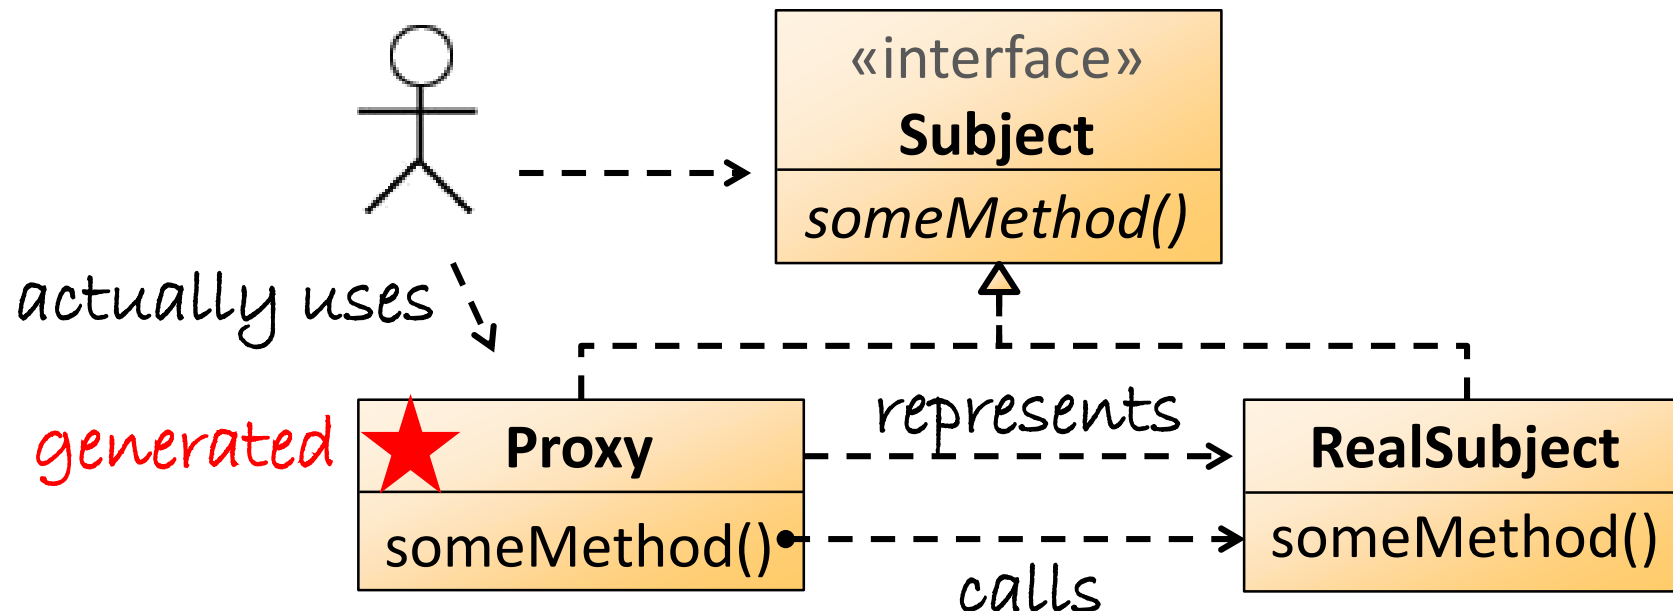 «interface»
Subject
someMethod()
actually uses
generated
Proxy
represents
RealSubject
someMethod()
someMethod()
calls